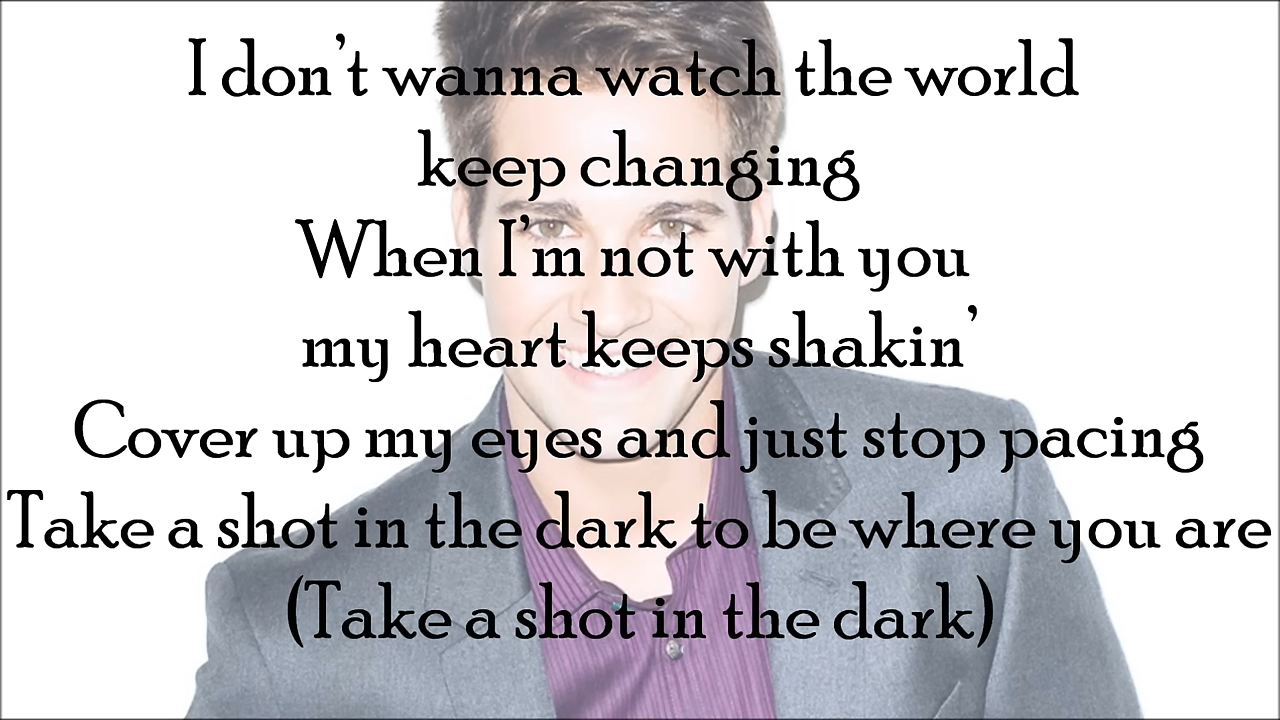 I don't wanna watch the world
keep changing
When I'm not with you
my heart keeps shakin'
Cover up my eyes and just stop pacing
Take a shot in the dark to be where you are
(Take a shot in the dark)